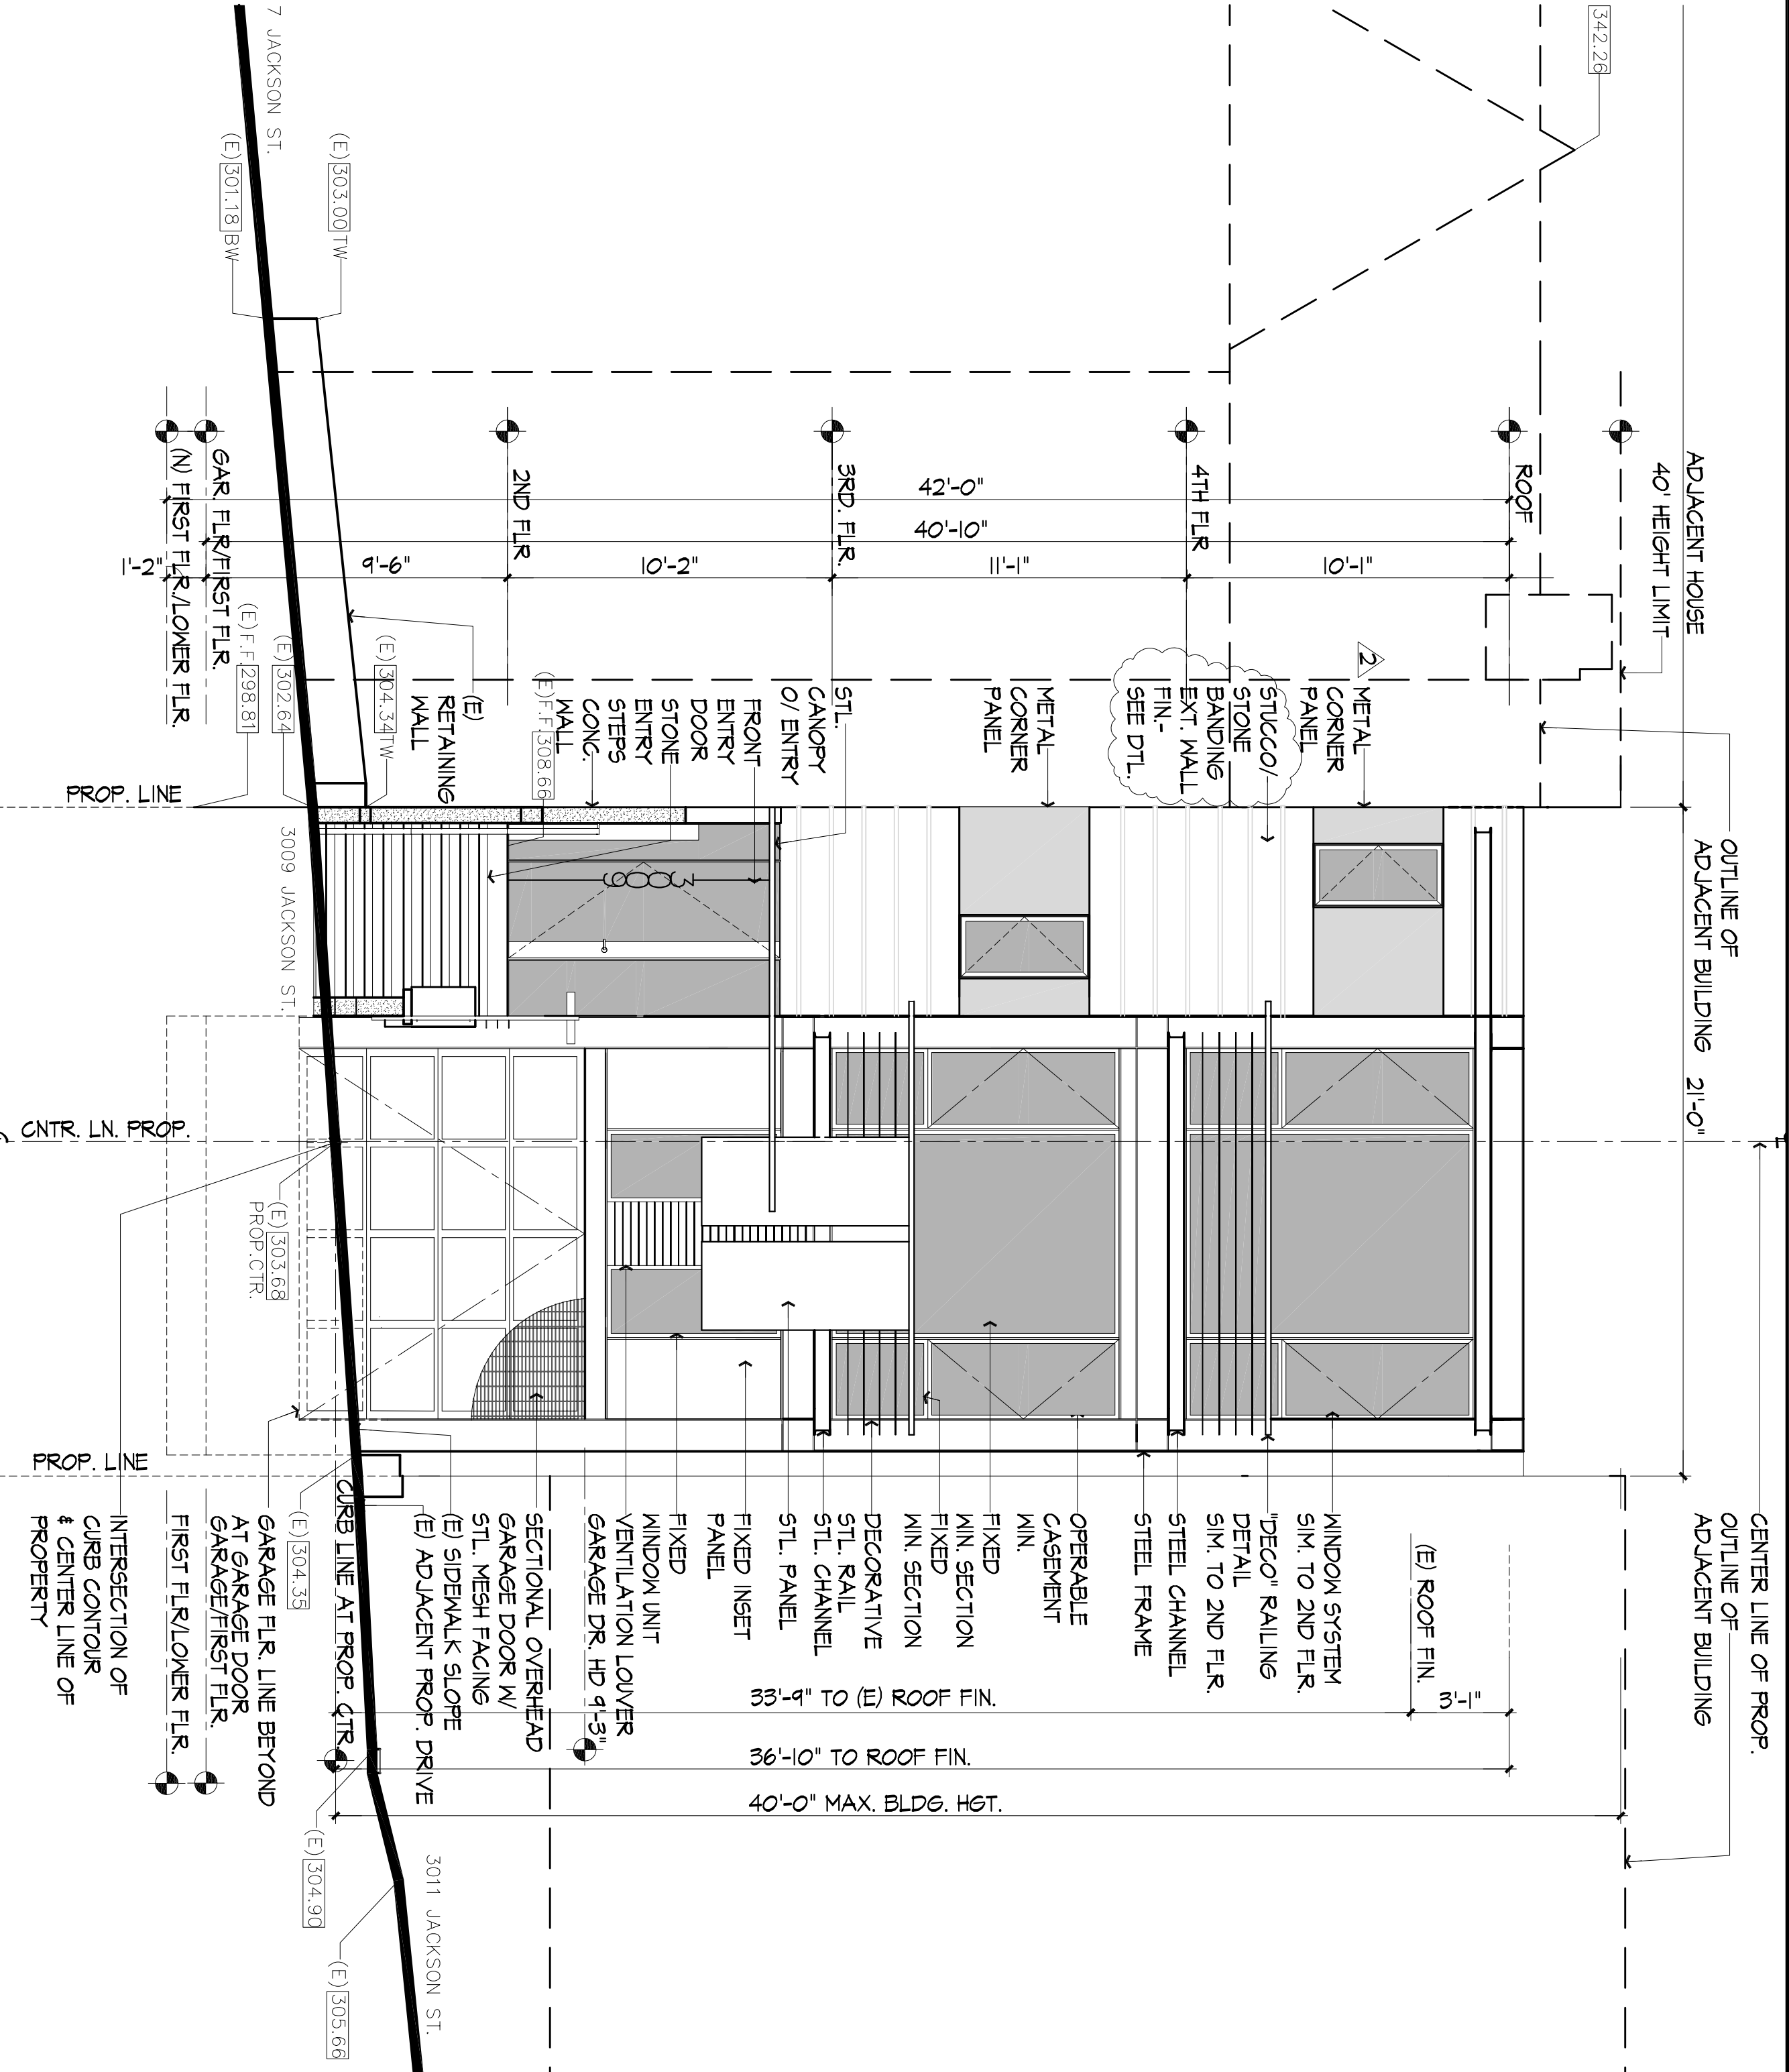 342.26
7 JACKSON ST.
(E) 303.00 TW
(E) 301.18 BW
ADJACENT HOUSE
40' HEIGHT LIMIT
ROOF
4TH FLR
3RD. FLR.
2ND FLR
GAR. FLR/FIRST FLR.
(N) FIRST FLR./LOWER FLR.
42'-0"
40'-10"
10'-1"
11'-1"
10'-2"
9'-6"
1'-2"
OUTLINE OF
ADJACENT BUILDING
21'-0"
2
METAL
CORNER
PANEL
STUCCO/
STONE
BANDING
EXT. WALL
FIN.-
SEE DTL.
METAL
CORNER
PANEL
STL.
CANOPY
O/ ENTRY
FRONT
ENTRY
DOOR
STONE
ENTRY
STEPS
CONC.
WALL
(E) F.F. 308.66
(E)
RETAINING
WALL
(E) 304.34 TW
(E) 302.64
(E) F.F. 298.81
PROP. LINE
3009 JACKSON ST.
3009
CNTR. LN. PROP.
(E) 303.68
PROP.CTR.
PROP. LINE
CENTER LINE OF PROP.
OUTLINE OF
ADJACENT BUILDING
(E) ROOF FIN.
WINDOW SYSTEM
SIM. TO 2ND FLR.
"DECO" RAILING
DETAIL
SIM. TO 2ND FLR.
STEEL CHANNEL
STEEL FRAME
OPERABLE
CASEMENT
WIN.
FIXED
WIN. SECTION
FIXED
WIN. SECTION
DECORATIVE
STL. RAIL
STL. CHANNEL
STL. PANEL
FIXED INSET
PANEL
FIXED
WINDOW UNIT
VENTILATION LOUVER
GARAGE DR. HD 9'-3"
SECTIONAL OVERHEAD
GARAGE DOOR W/
STL. MESH FACING
(E) SIDEWALK SLOPE
(E) ADJACENT PROP. DRIVE
CURB LINE AT PROP. CTR.
(E) 304.35
GARAGE FLR. LINE BEYOND
AT GARAGE DOOR
GARAGE/FIRST FLR.
FIRST FLR/LOWER FLR.
INTERSECTION OF
CURB CONTOUR
& CENTER LINE OF
PROPERTY
3'-1"
33'-9" TO (E) ROOF FIN.
36'-10" TO ROOF FIN.
40'-0" MAX. BLDG. HGT.
(E) 304.90
3011 JACKSON ST.
(E) 305.66